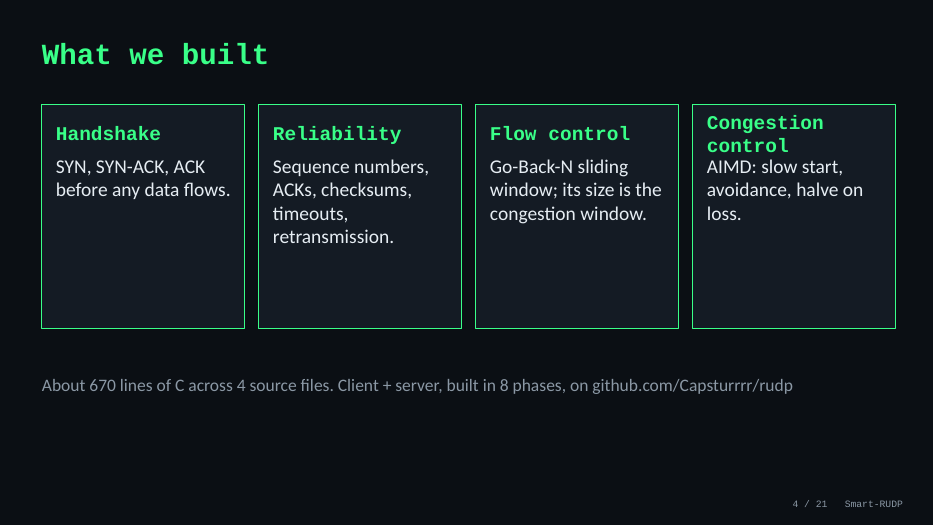 What we built
Handshake
SYN, SYN-ACK, ACK
before any data flows.
Reliability
Sequence numbers,
ACKs, checksums,
timeouts,
retransmission.
Flow control
Go-Back-N sliding
window; its size is the
congestion window.
Congestion
control
AIMD: slow start,
avoidance, halve on
loss.
About 670 lines of C across 4 source files. Client + server, built in 8 phases, on github.com/Capsturrrr/rudp
4 / 21 Smart-RUDP